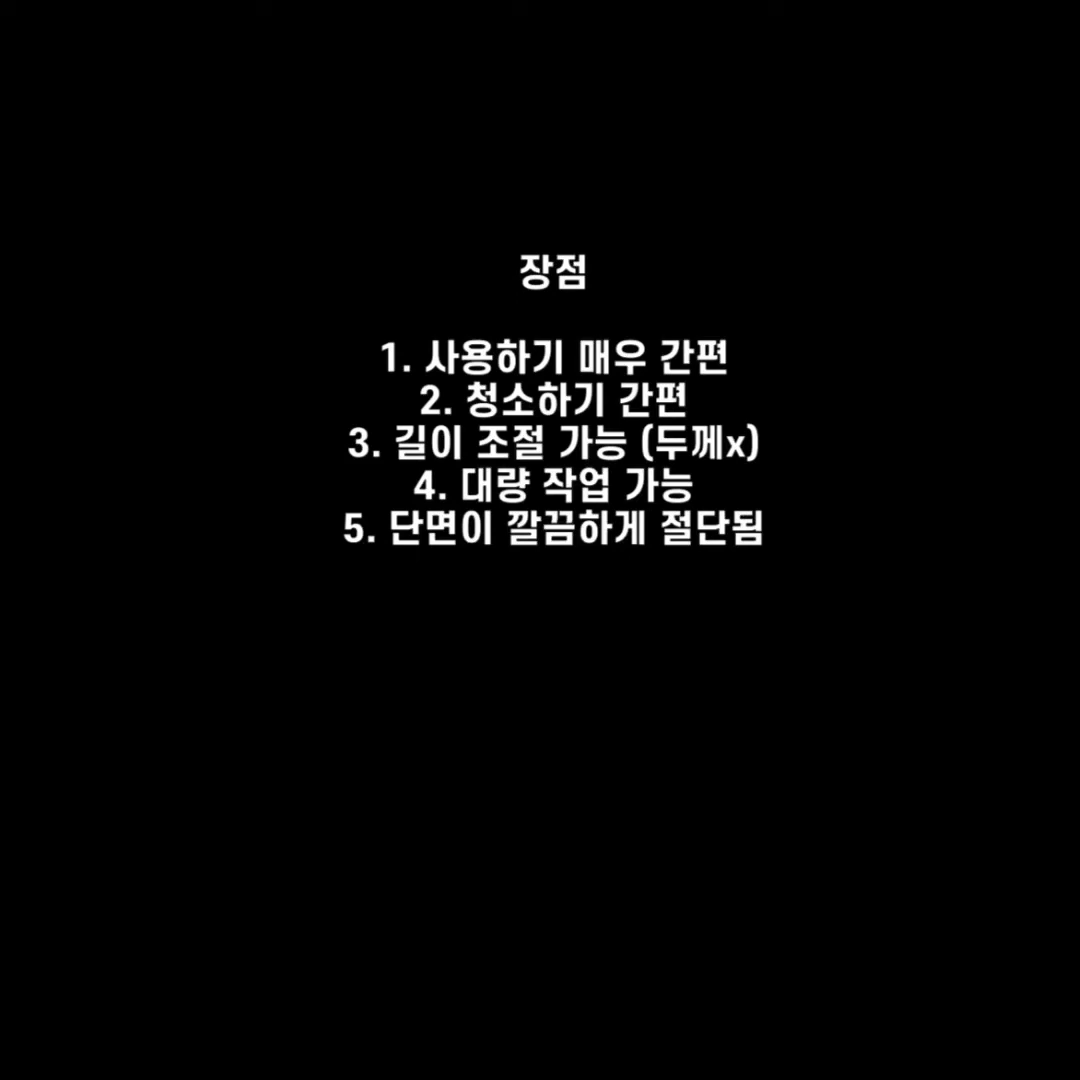 장점
1. 사용하기 매우 간편
2. 청소하기 간편
3. 길이 조절 가능 (두께x)
4. 대량 작업 가능
5. 단면이 깔끔하게 절단됨